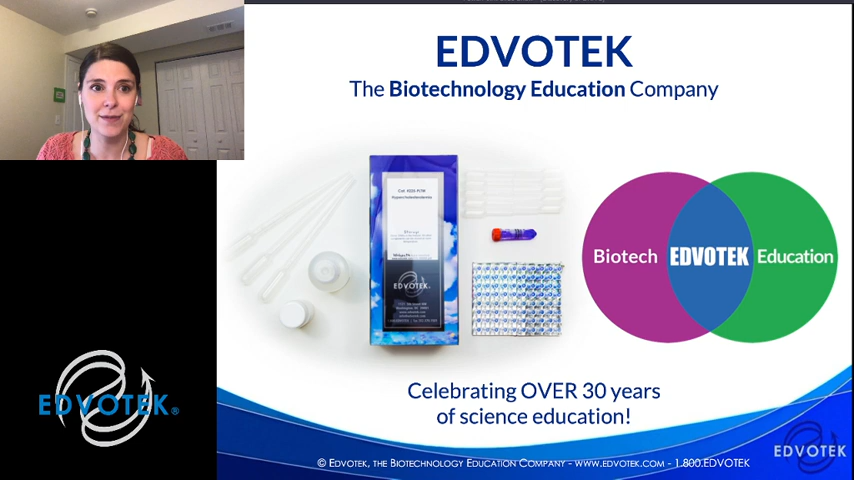 EDVOTEK
The Biotechnology Education Company
EDVOTEK
Biotech
EDVOTEK
Education
Celebrating OVER 30 years
of science education!
EDVOTEK®
EDVOTEK
© EDVOTEK, THE BIOTECHNOLOGY EDUCATION COMPANY – WWW.EDVOTEK.COM - 1.800.EDVOTEK